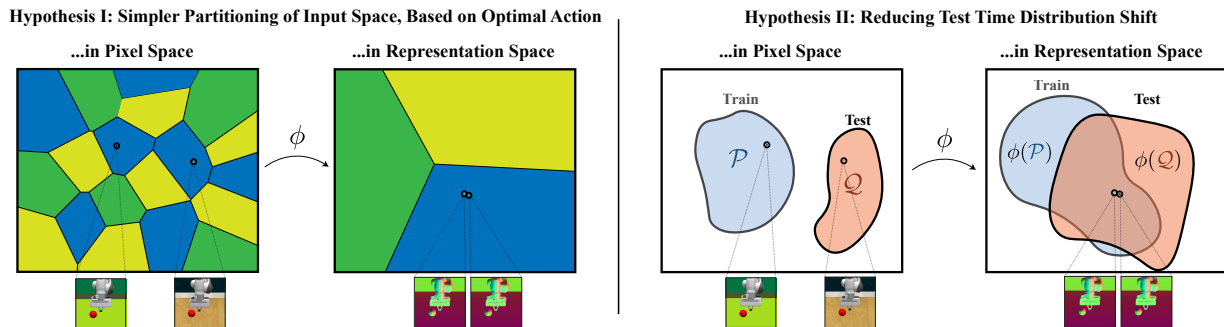 Hypothesis I: Simpler Partitioning of Input Space, Based on Optimal Action
...in Pixel Space
...in Representation Space
ϕ
Hypothesis II: Reducing Test Time Distribution Shift
...in Pixel Space
...in Representation Space
Train
Test
𝒫
𝒬
ϕ
Train
Test
ϕ(𝒫)
ϕ(𝒬)